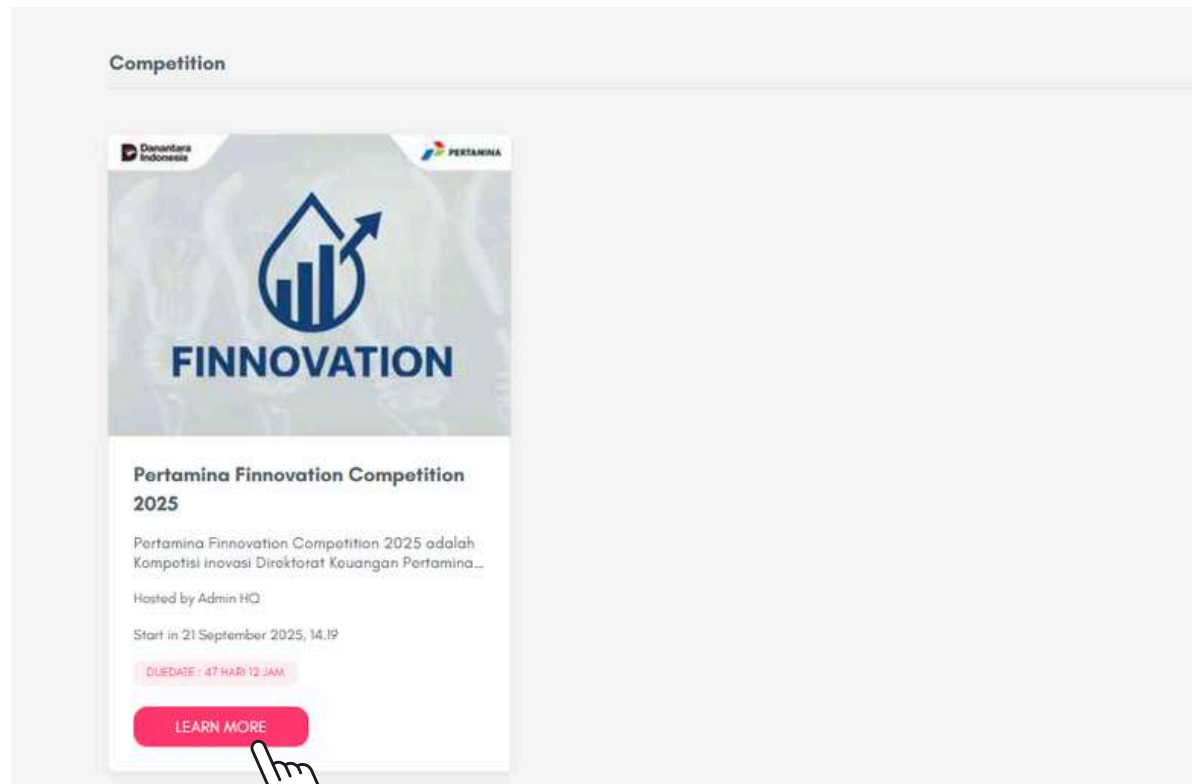 Competition
Danantara
Indonesia
PERTAMINA
FINNOVATION
Pertamina Finnovation Competition
2025
Pertamina Finnovation Competition 2025 adalah
Kompetisi inovasi Direktorat Keuangan Pertamina...
Hosted by Admin HQ
Start in 21 September 2025, 14.19
DUEDATE : 47 HARI 12 JAM
LEARN MORE